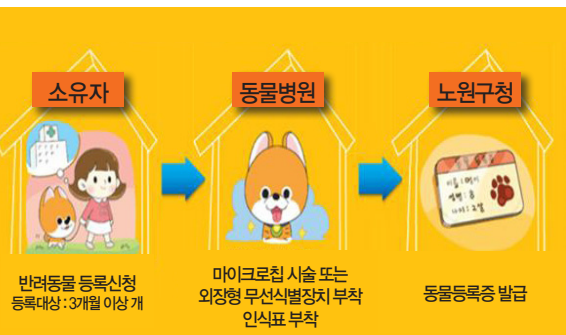 소유자
동물병원
노원구청
반려동물 등록신청
등록대상 : 3개월 이상 개
마이크로칩 시술 또는
외장형 무선식별장치 부착
인식표 부착
동물등록증 발급